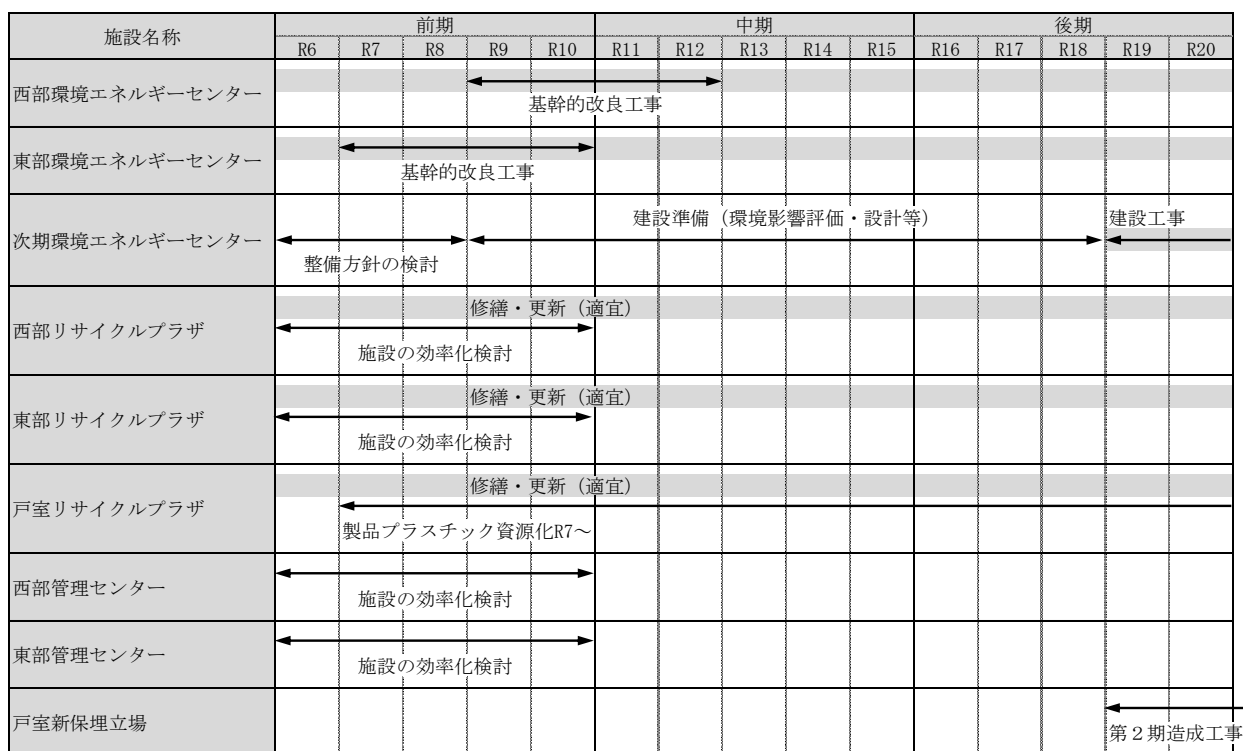 施設名称 前期 中期 後期
R6 R7 R8 R9 R10 R11 R12 R13 R14 R15 R16 R17 R18 R19 R20
西部環境エネルギーセンター
基幹的改良工事
東部環境エネルギーセンター
基幹的改良工事
建設準備（環境影響評価・設計等） 建設工事
次期環境エネルギーセンター
整備方針の検討
修繕・更新（適宜）
西部リサイクルプラザ
施設の効率化検討
修繕・更新（適宜）
東部リサイクルプラザ
施設の効率化検討
修繕・更新（適宜）
戸室リサイクルプラザ
製品プラスチック資源化R7～
西部管理センター
施設の効率化検討
東部管理センター
施設の効率化検討
戸室新保埋立場
第２期造成工事